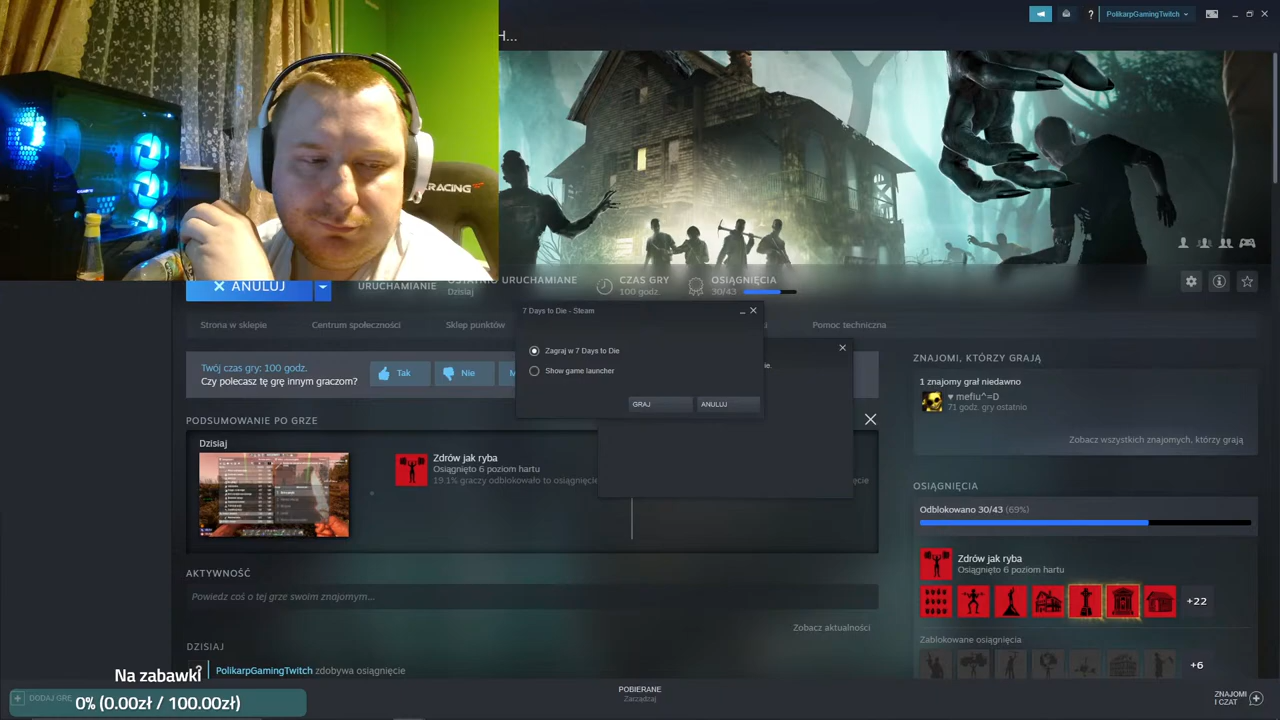 H...
?
PolikarpGamingTwitch
RACING
ANULUJ
URUCHAMIANE
URUCHAMIANE
Dzisiaj
CZAS GRY
100 godz.
OSIĄGNIĘCIA
30/43
Strona w sklepie
Centrum społeczności
Sklep punktów
Pomoc techniczna
7 Days to Die - Steam
Zagraj w 7 Days to Die
Show game launcher
GRAJ
ANULUJ
Twój czas gry: 100 godz.
Czy polecasz tę grę innym graczom?
Tak
Nie
M
ie.
PODSUMOWANIE PO GRZE
Dzisiaj
Zdrów jak ryba
Osiągnięto 6 poziom hartu
19.1% graczy odblokowało to osiągnięcie
AKTYWNOŚĆ
Powiedz coś o tej grze swoim znajomym...
Zobacz aktualności
DZISIAJ
PolikarpGamingTwitch zdobywa osiągnięcie
ZNAJOMI, KTÓRZY GRAJĄ
1 znajomy grał niedawno
♥ mefiu^=D
71 godz. gry ostatnio
Zobacz wszystkich znajomych, którzy grają
OSIĄGNIĘCIA
Odblokowano 30/43 (69%)
Zdrów jak ryba
Osiągnięto 6 poziom hartu
+22
Zablokowane osiągnięcia
+6
Na zabawki
?
DODAJ GRĘ
0% (0.00zł / 100.00zł)
POBIERANE
Zarządzaj
ZNAJOMI
I CZAT